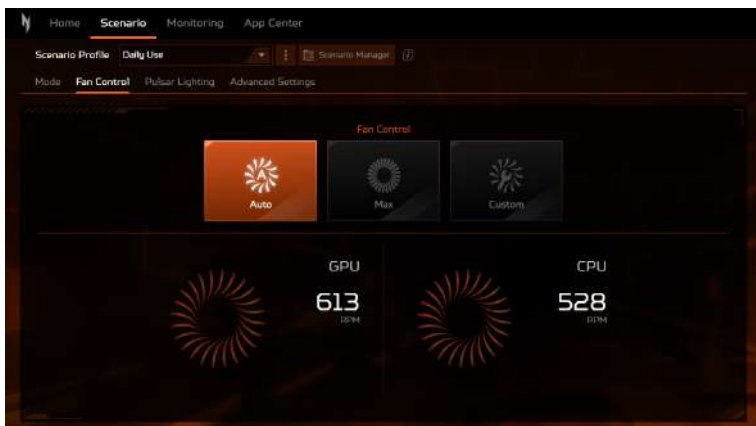 Home Scenario Monitoring App Center
Scenario Profile Daily Use Scenario Manager
Mode Fan Control Pulsar Lighting Advanced Settings
Fan Control
Auto Max Custom
GPU CPU
613 528
RPM RPM